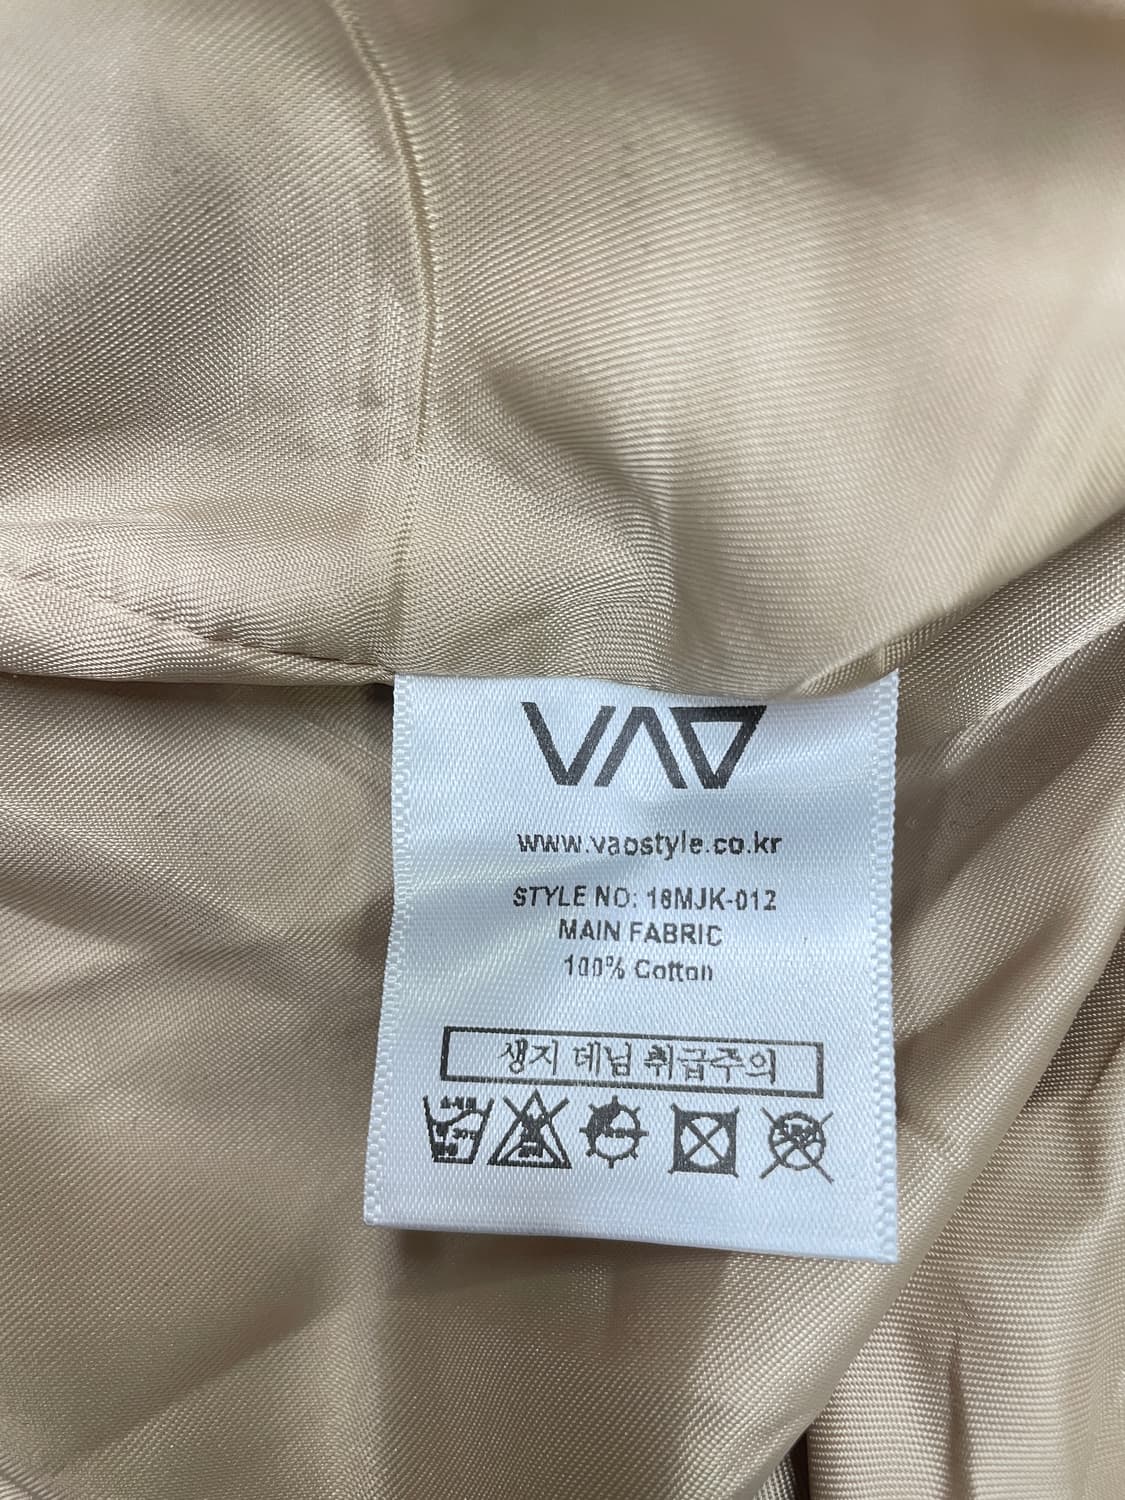 VAO
www.vaostyle.co.kr
STYLE NO: 18MJK-012
MAIN FABRIC
100% Cotton
생지 데님 취급주의